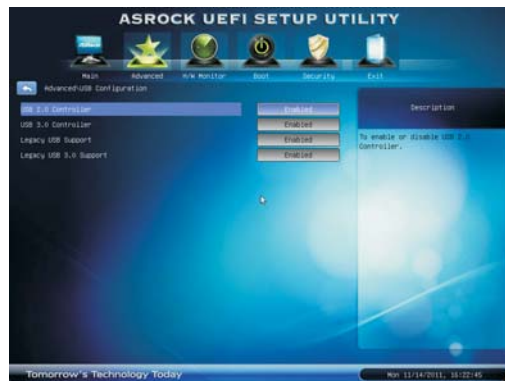 ASROCK UEFI SETUP UTILITY
Main Advanced H/W Monitor Boot Security Exit
Advanced\USB Configuration
USB 2.0 Controller Enabled
USB 3.0 Controller Enabled
Legacy USB Support Enabled
Legacy USB 3.0 Support Enabled
Description
To enable or disable USB 2.0
Controller.
Tomorrow's Technology Today
Mon 11/14/2011, 16:22:45